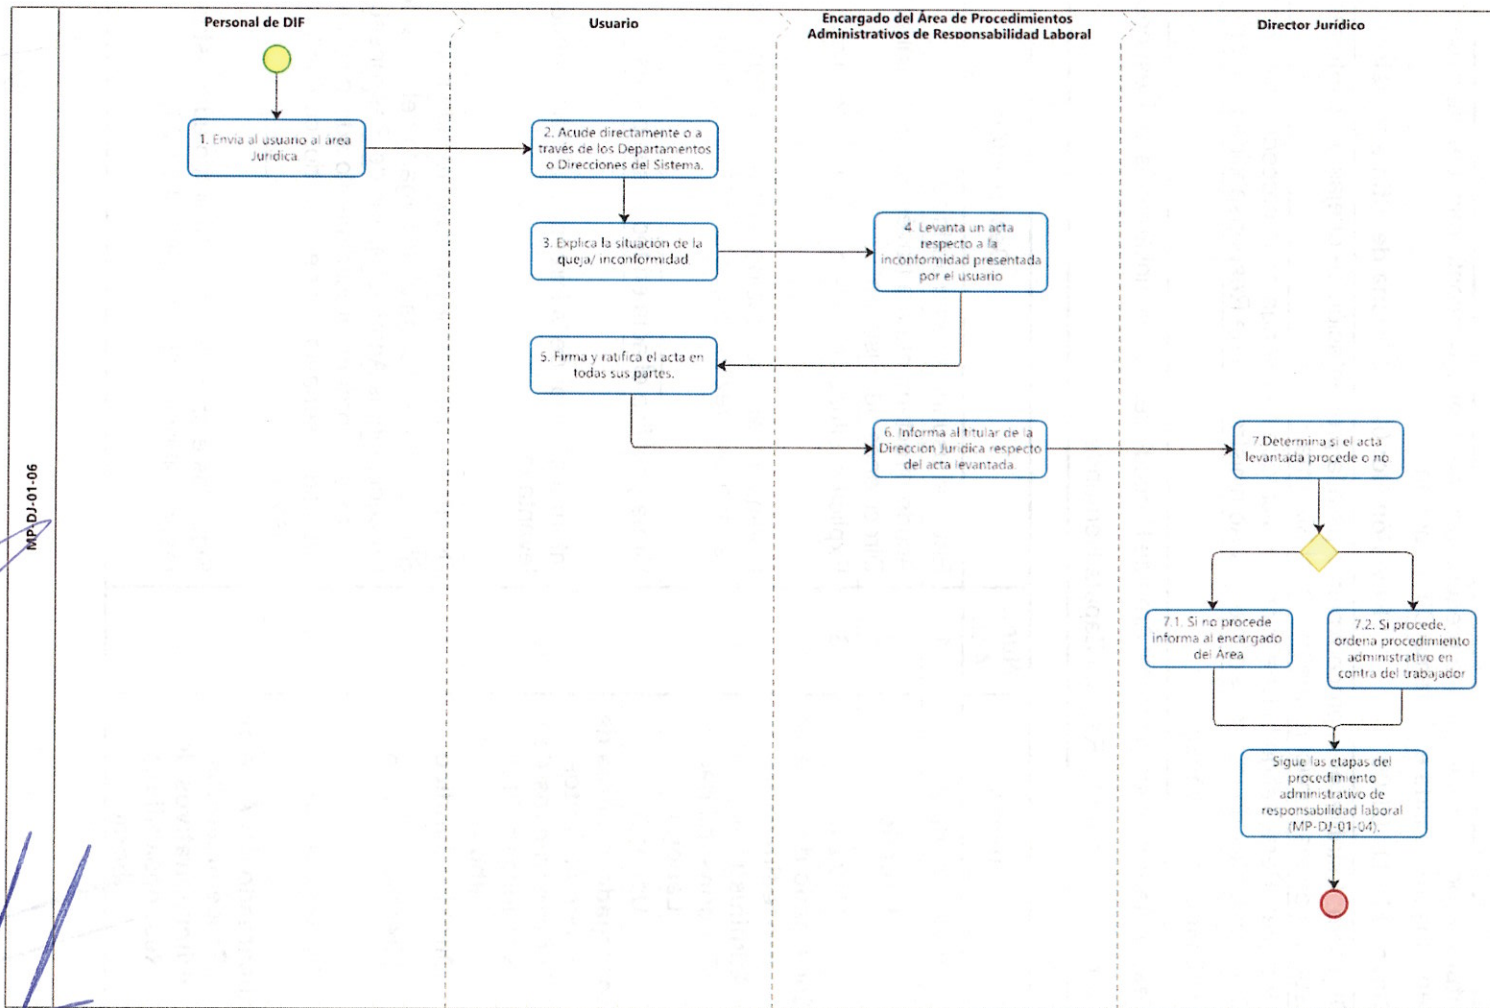 Personal de DIF
Usuario
Encargado del Área de Procedimientos
Administrativos de Responsabilidad Laboral
Director Jurídico
MP-DJ-01-06
1. Envía al usuario al área
Jurídica.
2. Acude directamente o a
través de los Departamentos
o Direcciones del Sistema.
3. Explica la situación de la
queja/ inconformidad
4. Levanta un acta
respecto a la
inconformidad presentada
por el usuario
5. Firma y ratifica el acta en
todas sus partes.
6. Informa al titular de la
Dirección Jurídica respecto
del acta levantada.
7.Determina si el acta
levantada procede o no
7.1. Si no procede
informa al encargado
del Área
7.2. Si procede,
ordena procedimiento
administrativo en
contra del trabajador
Sigue las etapas del
procedimiento
administrativo de
responsabilidad laboral
(MP-DJ-01-04).